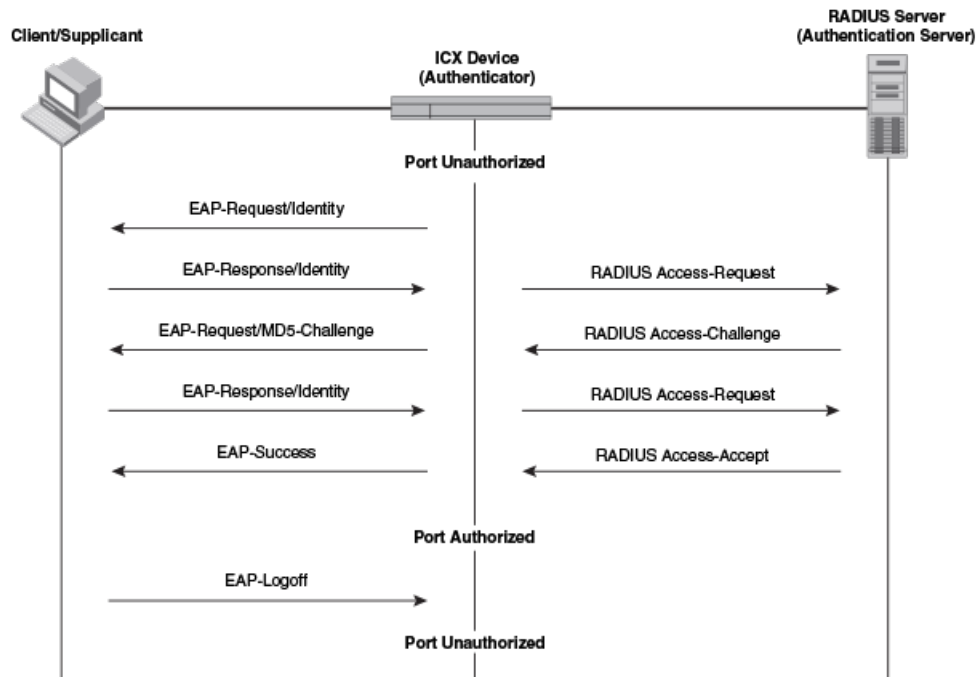 RADIUS Server
(Authentication Server)
Client/Supplicant
ICX Device
(Authenticator)
Port Unauthorized
EAP-Request/Identity
EAP-Response/Identity
RADIUS Access-Request
EAP-Request/MD5-Challenge
RADIUS Access-Challenge
EAP-Response/Identity
RADIUS Access-Request
EAP-Success
RADIUS Access-Accept
Port Authorized
EAP-Logoff
Port Unauthorized